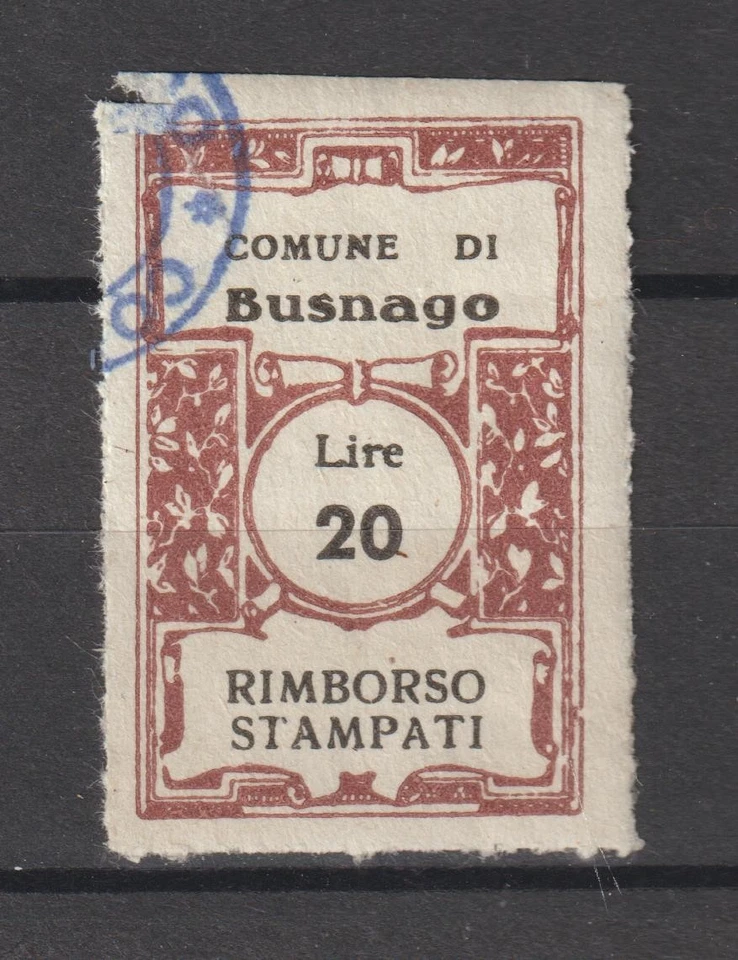 COMUNE DI
Busnago
Lire
20
RIMBORSO
STAMPATI